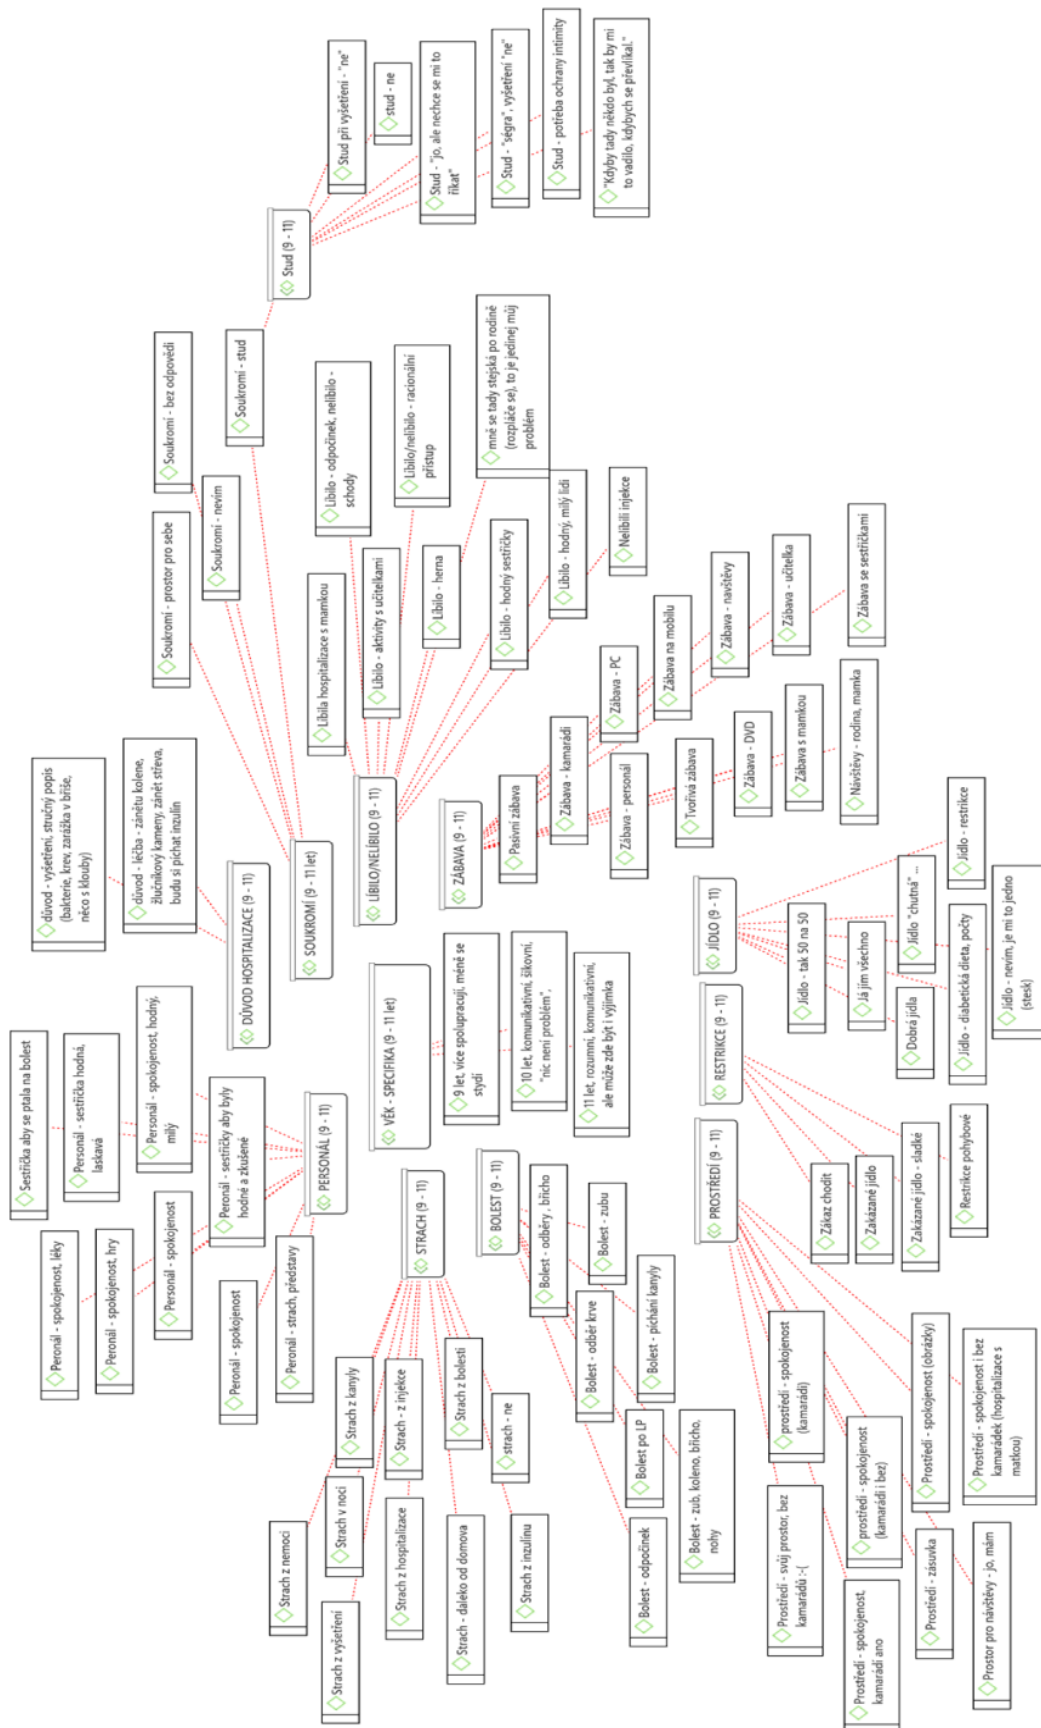 Sestřička aby se ptala na bolest
Personál - sestřička hodná,
laskavá
Personál - spokojenost, hodný,
milý
Peronál - spokojenost, léky
Peronál - spokojenost, hry
Personál - spokojenost
Peronál - sestřičky aby byly
hodné a zkušené
Peronál - spokojenost
Peronál - strach, představy
PERSONÁL (9 - 11)
důvod - vyšetření, stručný popis
(bakterie, krev, zarážka v břiše,
něco s klouby)
důvod - léčba - zánětu kolene,
žlučníkový kameny, zánět střeva,
budu si píchat inzulin
DŮVOD HOSPITALIZACE (9 - 11)
Soukromí - prostor pro sebe
Soukromí - nevím
Soukromí - bez odpovědi
Soukromí - stud
SOUKROMÍ (9 - 11 let)
Stud (9 - 11)
Stud při vyšetření - "ne"
stud - ne
Stud - "jo, ale nechce se mi to
říkat"
Stud - "ségra", vyšetření "ne"
Stud - potřeba ochrany intimity
"Kdyby tady někdo byl, tak by mi
to vadilo, kdybych se převlíkal."
Líbila hospitalizace s mamkou
Líbilo - odpočinek, nelíbilo -
schody
Líbilo - aktivity s učitelkami
Líbilo/nelíbilo - racionální
přístup
Líbilo - herna
mně se tady stejská po rodině
(rozpláče se), to je jedinej můj
problém
Líbilo - hodný sestřičky
Líbilo - hodný, milý lidi
Nelíbili injekce
LÍBILO/NELÍBILO (9 - 11)
VĚK - SPECIFIKA (9 - 11 let)
9 let, více spolupracují, méně se
stydí
10 let, komunikativní, šikovní,
"nic není problém",
11 let, rozumní, komunikativní,
ale může zde být i výjimka
ZÁBAVA (9 - 11)
Pasivní zábava
Zábava - kamarádi
Zábava - PC
Zábava - personál
Zábava na mobilu
Tvořivá zábava
Zábava - navštěvy
Zábava - DVD
Zábava - učitelka
Zábava s mamkou
Zábava se sestřičkami
Návštěvy - rodina, mamka
STRACH (9 - 11)
Strach z nemoci
Strach z vyšetření
Strach v noci
Strach z kanyly
Strach - z injekce
Strach z hospitalizace
Strach z bolesti
Strach - daleko od domova
strach - ne
Strach z inzulinu
BOLEST (9 - 11)
Bolest - odběry , břicho
Bolest - zubu
Bolest - odběr krve
Bolest - píchání kanyly
Bolest po LP
Bolest - odpočinek
Bolest - zub, koleno, břicho,
nohy
PROSTŘEDÍ (9 - 11)
prostředí - spokojenost
(kamarádi)
Prostředí - svůj prostor, bez
kamarádů :-(
prostředí - spokojenost
(kamarádi i bez)
Prostředí - spokojenost,
kamarádi ano
Prostředí - spokojenost (obrázky)
Prostředí - zásuvka
Prostředí - spokojenost i bez
kamarádek (hospitalizace s
matkou)
Prostor pro návštěvy - jo, mám
RESTRIKCE (9 - 11)
Zákaz chodit
Zakázané jídlo
Zakázané jídlo - sladké
Restrikce pohybové
JÍDLO (9 - 11)
Jídlo - tak 50 na 50
Já jím všechno
Dobrá jídla
Jídlo "chutná" ...
Jídlo - restrikce
Jídlo - diabetická dieta, počty
Jídlo - nevím, je mi to jedno
(stesk)